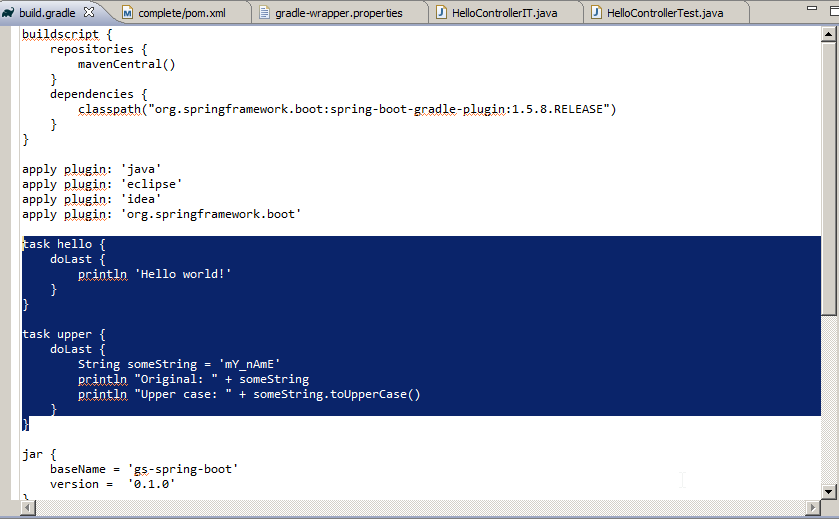 build.gradle complete/pom.xml gradle-wrapper.properties HelloControllerIT.java HelloControllerTest.java
buildscript {
    repositories {
        mavenCentral()
    }
    dependencies {
        classpath("org.springframework.boot:spring-boot-gradle-plugin:1.5.8.RELEASE")
    }
}

apply plugin: 'java'
apply plugin: 'eclipse'
apply plugin: 'idea'
apply plugin: 'org.springframework.boot'

task hello {
    doLast {
        println 'Hello world!'
    }
}

task upper {
    doLast {
        String someString = 'mY_nAmE'
        println "Original: " + someString
        println "Upper case: " + someString.toUpperCase()
    }
}

jar {
    baseName = 'gs-spring-boot'
    version =  '0.1.0'
}